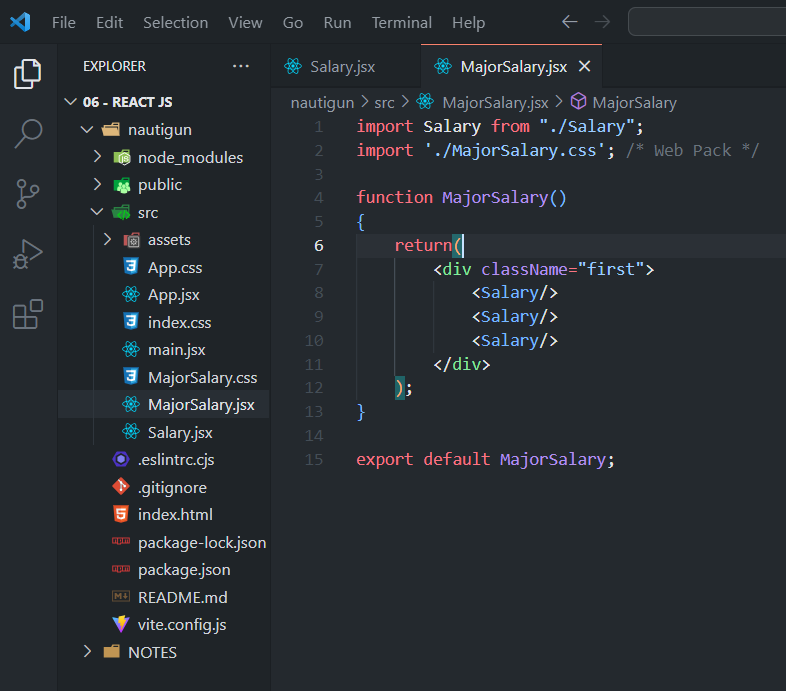 File Edit Selection View Go Run Terminal Help
EXPLORER
06 - REACT JS
nautigun
node_modules
public
src
assets
App.css
App.jsx
index.css
main.jsx
MajorSalary.css
MajorSalary.jsx
Salary.jsx
.eslintrc.cjs
.gitignore
index.html
package-lock.json
package.json
README.md
vite.config.js
NOTES
Salary.jsx MajorSalary.jsx
nautigun > src > MajorSalary.jsx > MajorSalary
1 import Salary from "./Salary";
2 import './MajorSalary.css'; /* Web Pack */
3
4 function MajorSalary()
5 {
6 return(
7 <div className="first">
8 <Salary/>
9 <Salary/>
10 <Salary/>
11 </div>
12 );
13 }
14
15 export default MajorSalary;